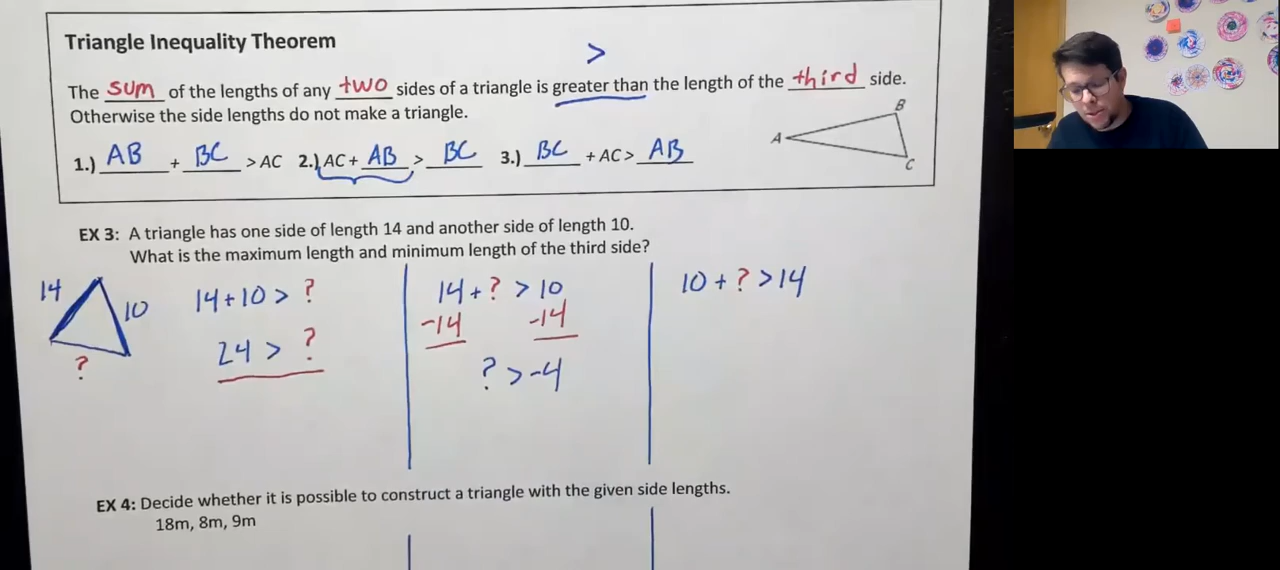 Triangle Inequality Theorem
>
The sum of the lengths of any two sides of a triangle is greater than the length of the third side.
Otherwise the side lengths do not make a triangle.
1.) AB + BC > AC 2.) AC + AB > BC 3.) BC + AC > AB
A B C
EX 3: A triangle has one side of length 14 and another side of length 10.
What is the maximum length and minimum length of the third side?
14 10 ?
14 + 10 > ?
24 > ?
14 + ? > 10
-14 -14
? > -4
10 + ? > 14
EX 4: Decide whether it is possible to construct a triangle with the given side lengths.
18m, 8m, 9m